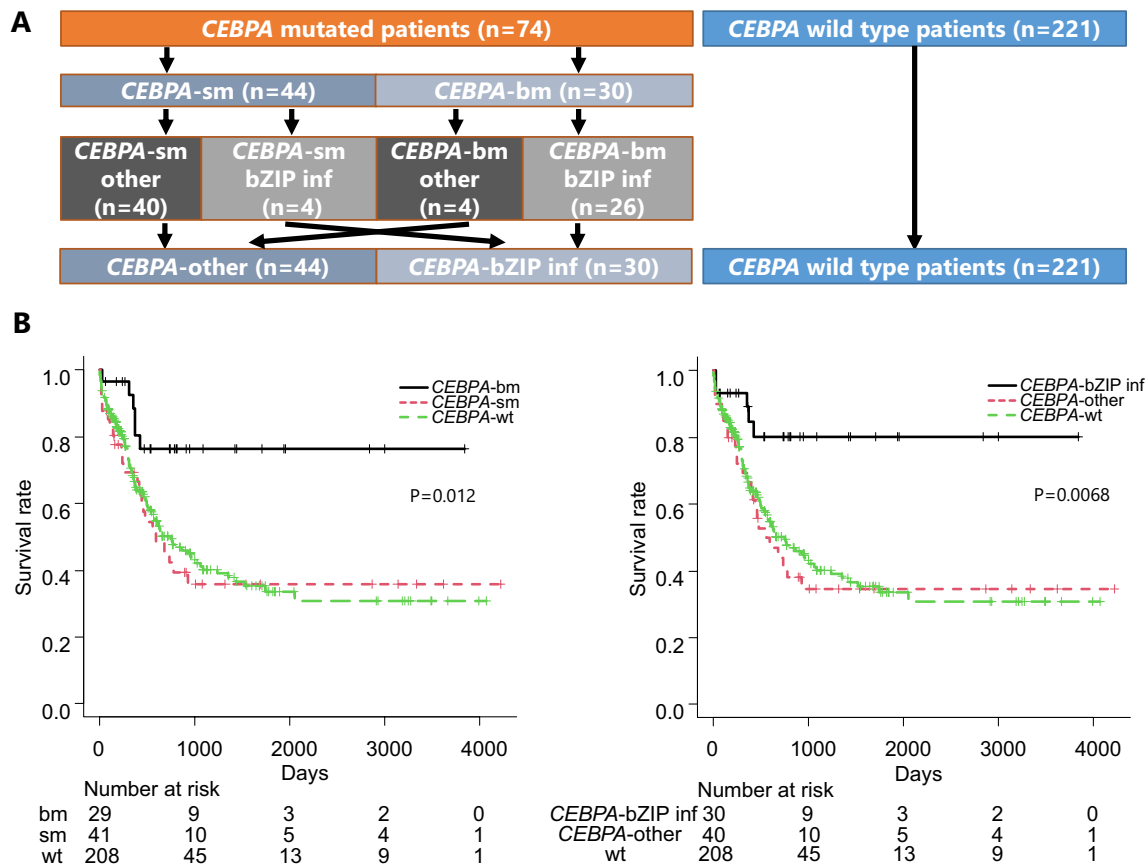 A
CEBPA mutated patients (n=74)
CEBPA wild type patients (n=221)
CEBPA-sm (n=44)
CEBPA-bm (n=30)
CEBPA-sm
other
(n=40)
CEBPA-sm
bZIP inf
(n=4)
CEBPA-bm
other
(n=4)
CEBPA-bm
bZIP inf
(n=26)
CEBPA-other (n=44)
CEBPA-bZIP inf (n=30)
CEBPA wild type patients (n=221)
B
Survival rate
1.0
0.8
0.6
0.4
0.2
0.0
CEBPA-bm
CEBPA-sm
CEBPA-wt
P=0.012
0 1000 2000 3000 4000
Days
Number at risk
bm 29 9 3 2 0
sm 41 10 5 4 1
wt 208 45 13 9 1
Survival rate
1.0
0.8
0.6
0.4
0.2
0.0
CEBPA-bZIP inf
CEBPA-other
CEBPA-wt
P=0.0068
0 1000 2000 3000 4000
Days
Number at risk
CEBPA-bZIP inf 30 9 3 2 0
CEBPA-other 40 10 5 4 1
wt 208 45 13 9 1